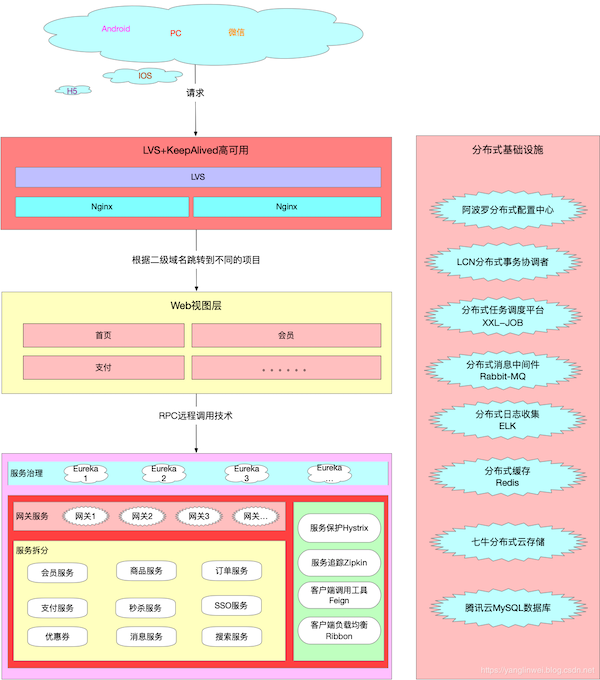 Android
PC
微信
IOS
H5
请求
LVS+KeepAlived高可用
LVS
Nginx
Nginx
根据二级域名跳转到不同的项目
Web视图层
首页
会员
支付
。。。。。。
RPC远程调用技术
服务治理
Eureka
1
Eureka
2
Eureka
3
Eureka
...
网关服务
网关1
网关2
网关3
网关...
服务拆分
会员服务
商品服务
订单服务
支付服务
秒杀服务
SSO服务
优惠券
消息服务
搜索服务
服务保护Hystrix
服务追踪Zipkin
客户端调用工具
Feign
客户端负载均衡
Ribbon
分布式基础设施
阿波罗分布式配置中心
LCN分布式事务协调者
分布式任务调度平台
XXL-JOB
分布式消息中间件
Rabbit-MQ
分布式日志收集
ELK
分布式缓存
Redis
七牛分布式云存储
腾讯云MySQL数据库
https://yanglinwei.blog.csdn.net